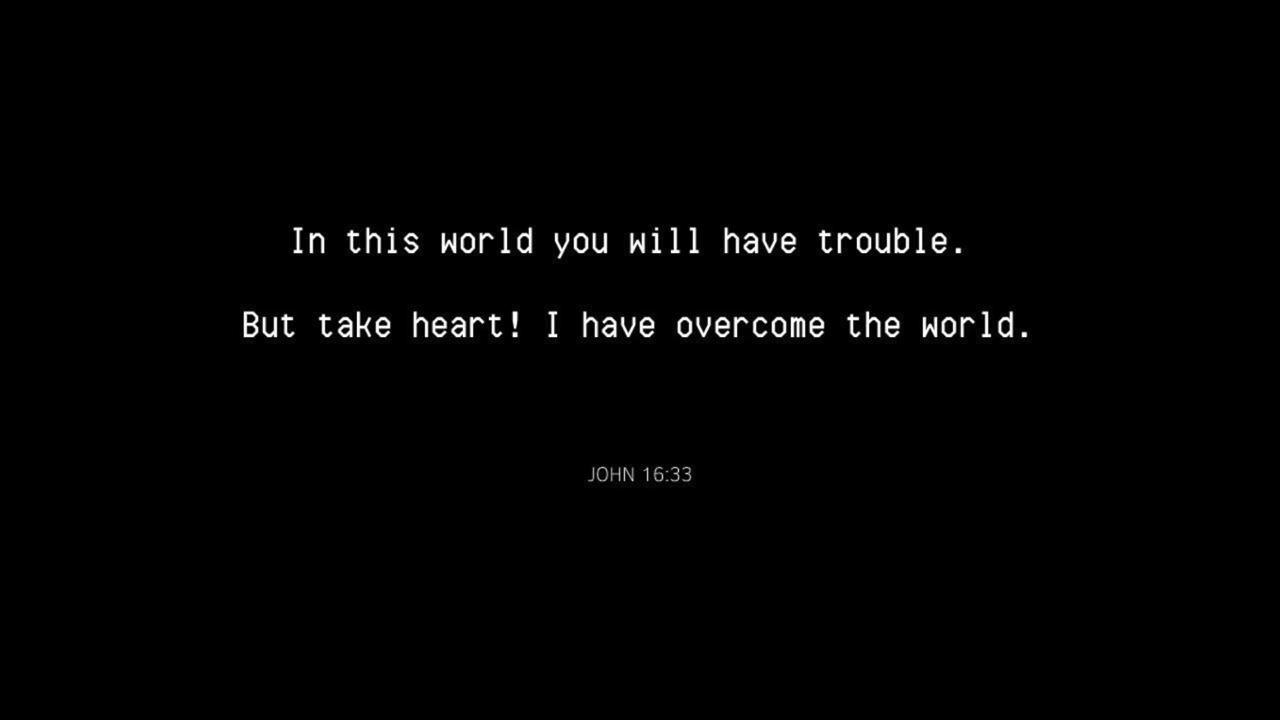 In this world you will have trouble.
But take heart! I have overcome the world.
JOHN 16:33